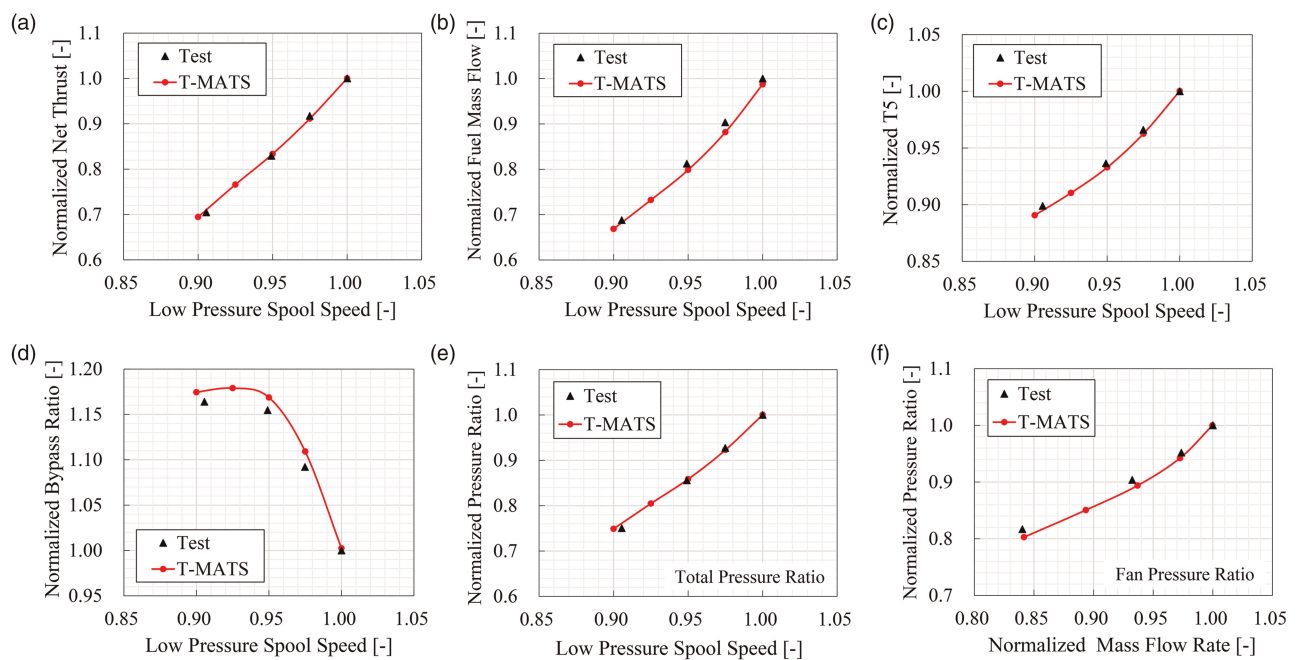 (a)
Normalized Net Thrust [-]
1.1
1.0
0.9
0.8
0.7
0.6
Test
T-MATS
0.85 0.90 0.95 1.00 1.05
Low Pressure Spool Speed [-]
(b)
Normalized Fuel Mass Flow [-]
1.1
1.0
0.9
0.8
0.7
0.6
Test
T-MATS
0.85 0.90 0.95 1.00 1.05
Low Pressure Spool Speed [-]
(c)
Normalized T5 [-]
1.05
1.00
0.95
0.90
0.85
Test
T-MATS
0.85 0.90 0.95 1.00 1.05
Low Pressure Spool Speed [-]
(d)
Normalized Bypass Ratio [-]
1.20
1.15
1.10
1.05
1.00
0.95
Test
T-MATS
0.85 0.90 0.95 1.00 1.05
Low Pressure Spool Speed [-]
(e)
Normalized Pressure Ratio [-]
1.1
1.0
0.9
0.8
0.7
0.6
Test
T-MATS
Total Pressure Ratio
0.85 0.90 0.95 1.00 1.05
Low Pressure Spool Speed [-]
(f)
Normalized Pressure Ratio [-]
1.1
1.0
0.9
0.8
0.7
Test
T-MATS
Fan Pressure Ratio
0.80 0.85 0.90 0.95 1.00 1.05
Normalized Mass Flow Rate [-]